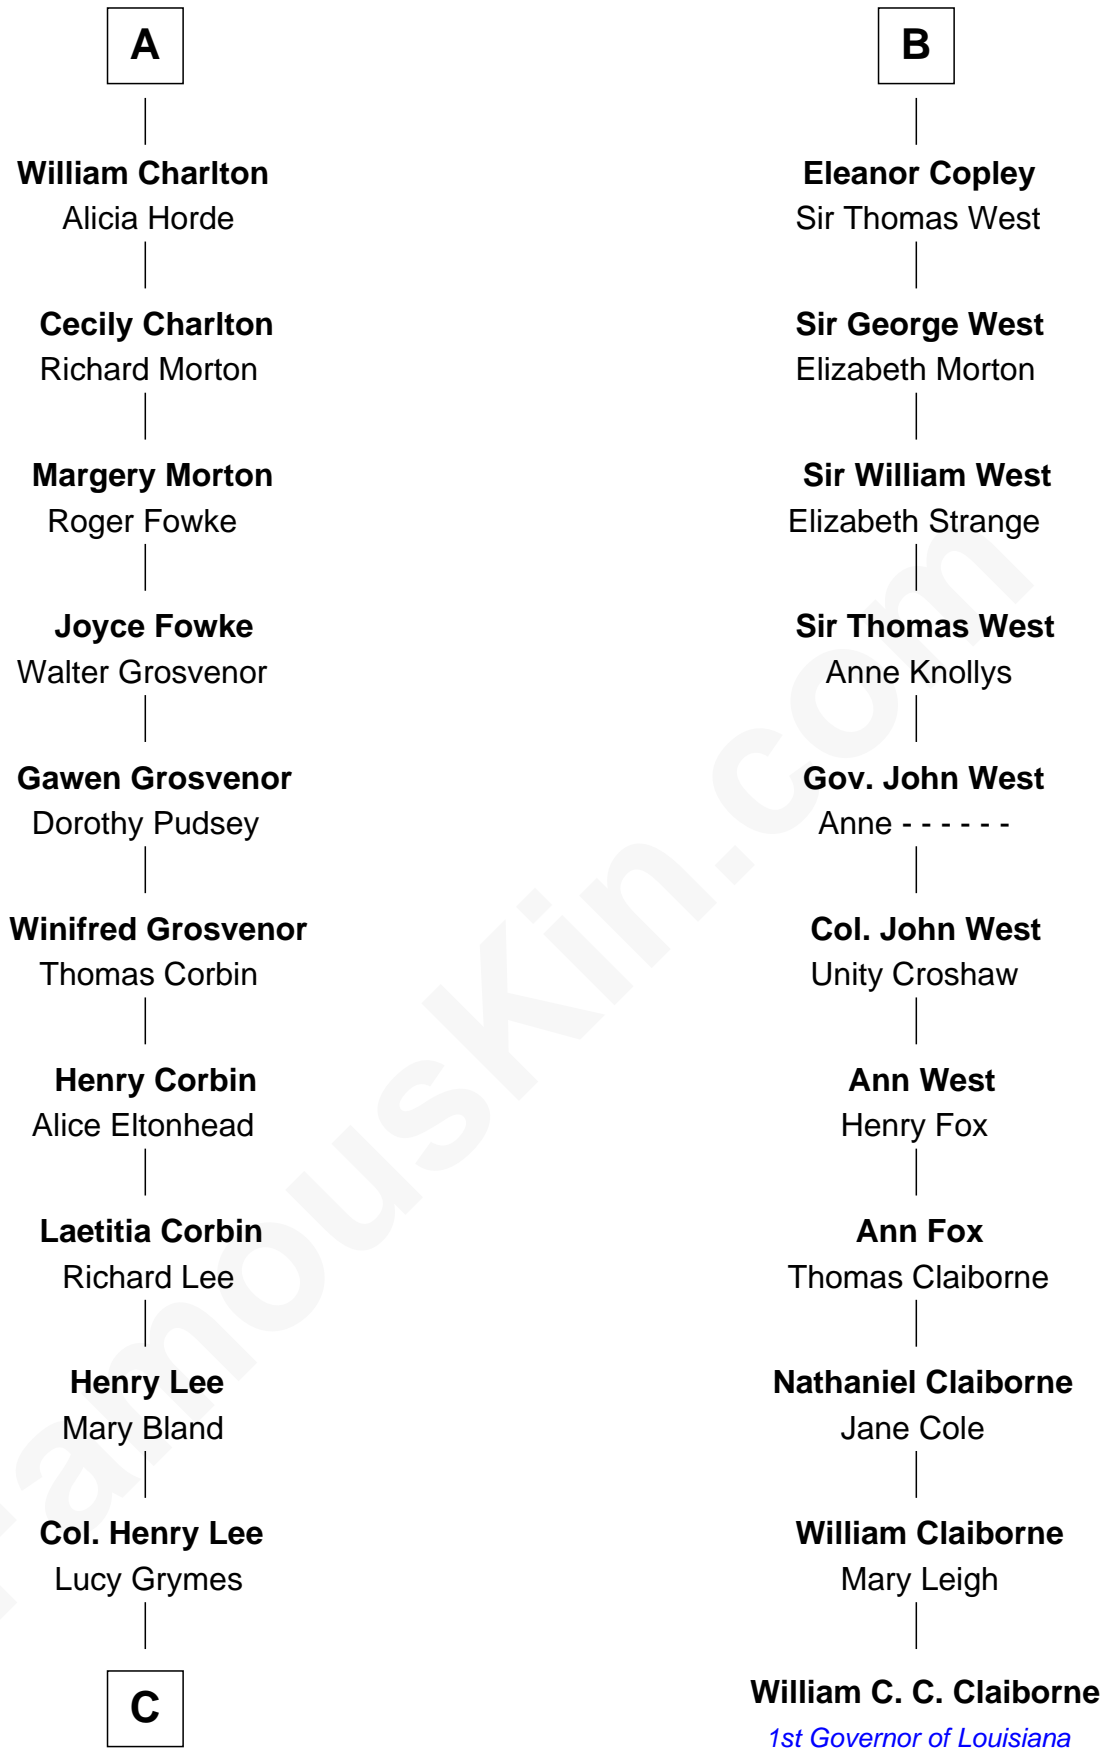 A
William Charlton
Alicia Horde
Cecily Charlton
Richard Morton
Margery Morton
Roger Fowke
Joyce Fowke
Walter Grosvenor
Gawen Grosvenor
Dorothy Pudsey
Winifred Grosvenor
Thomas Corbin
Henry Corbin
Alice Eltonhead
Laetitia Corbin
Richard Lee
Henry Lee
Mary Bland
Col. Henry Lee
Lucy Grymes
C
B
Eleanor Copley
Sir Thomas West
Sir George West
Elizabeth Morton
Sir William West
Elizabeth Strange
Sir Thomas West
Anne Knollys
Gov. John West
Anne - - - - - -
Col. John West
Unity Croshaw
Ann West
Henry Fox
Ann Fox
Thomas Claiborne
Nathaniel Claiborne
Jane Cole
William Claiborne
Mary Leigh
William C. C. Claiborne
1st Governor of Louisiana
FamousKin.com